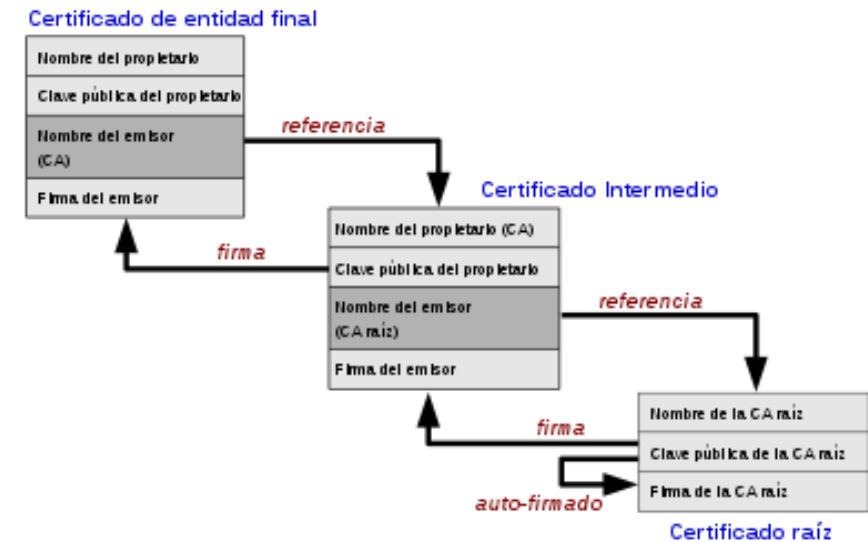 Certificado de entidad final
Nombre del propietario
Clave pública del propietario
Nombre del emisor
(CA)
Firma del emisor
referencia
firma
Certificado Intermedio
Nombre del propietario (CA)
Clave pública del propietario
Nombre del emisor
(CA raíz)
Firma del emisor
referencia
firma
auto-firmado
Nombre de la CA raíz
Clave pública de la CA raíz
Firma de la CA raíz
Certificado raíz